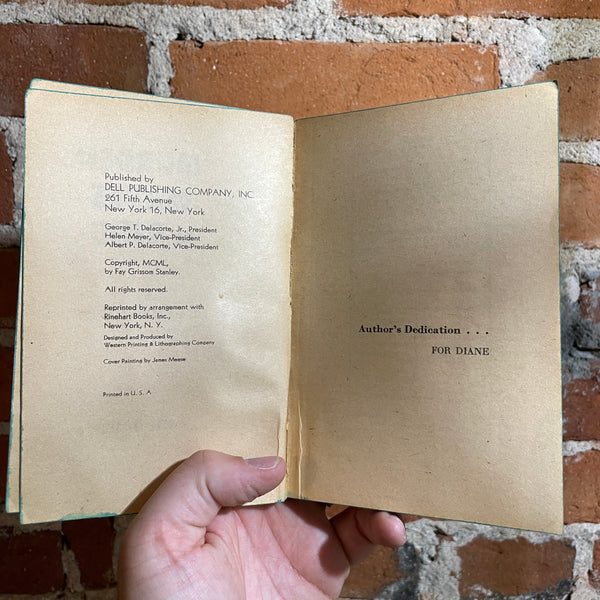 Published by
DELL PUBLISHING COMPANY, INC.
261 Fifth Avenue
New York 16, New York
George T. Delacorte, Jr., President
Helen Meyer, Vice-President
Albert P. Delacorte, Vice-President
Copyright, MCML,
by Fay Grissom Stanley.
All rights reserved.
Reprinted by arrangement with
Rinehart Books, Inc.,
New York, N. Y.
Designed and Produced by
Western Printing & Lithographing Company
Cover Painting by James Meese
Printed in U. S. A
Author's Dedication . . .
FOR DIANE